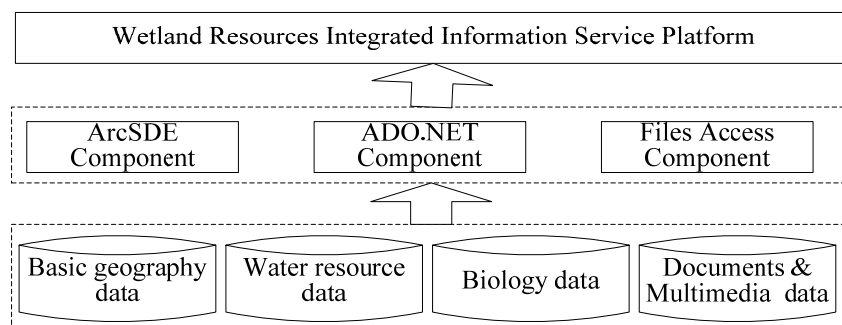 Wetland Resources Integrated Information Service Platform
ArcSDE
Component
ADO.NET
Component
Files Access
Component
Basic geography
data
Water resource
data
Biology data
Documents &
Multimedia data